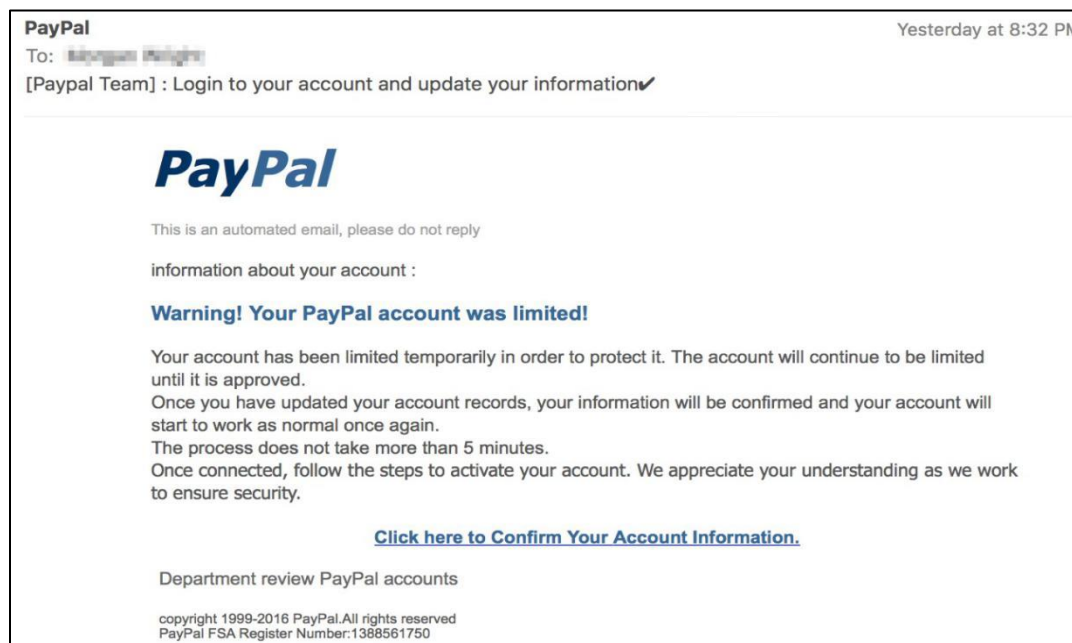 PayPal
Yesterday at 8:32 PM
To:
[Paypal Team] : Login to your account and update your information✔
PayPal
This is an automated email, please do not reply
information about your account :
Warning! Your PayPal account was limited!
Your account has been limited temporarily in order to protect it. The account will continue to be limited
until it is approved.
Once you have updated your account records, your information will be confirmed and your account will
start to work as normal once again.
The process does not take more than 5 minutes.
Once connected, follow the steps to activate your account. We appreciate your understanding as we work
to ensure security.
Click here to Confirm Your Account Information.
Department review PayPal accounts
copyright 1999-2016 PayPal.All rights reserved
PayPal FSA Register Number:1388561750